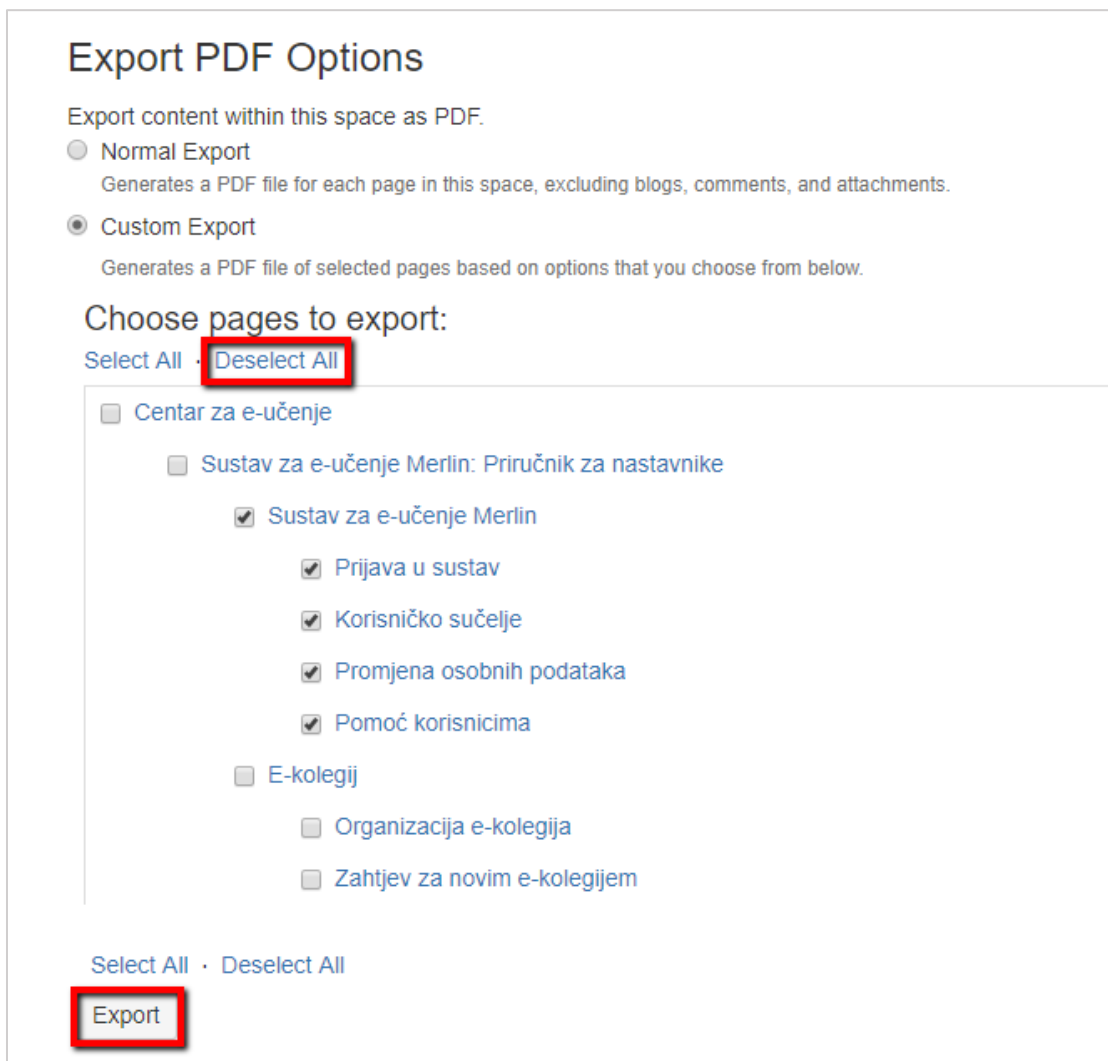 Export PDF Options
Export content within this space as PDF.
Normal Export
Generates a PDF file for each page in this space, excluding blogs, comments, and attachments.
Custom Export
Generates a PDF file of selected pages based on options that you choose from below.
Choose pages to export:
Select All · Deselect All
Centar za e-učenje
Sustav za e-učenje Merlin: Priručnik za nastavnike
Sustav za e-učenje Merlin
Prijava u sustav
Korisničko sučelje
Promjena osobnih podataka
Pomoć korisnicima
E-kolegij
Organizacija e-kolegija
Zahtjev za novim e-kolegijem
Select All · Deselect All
Export